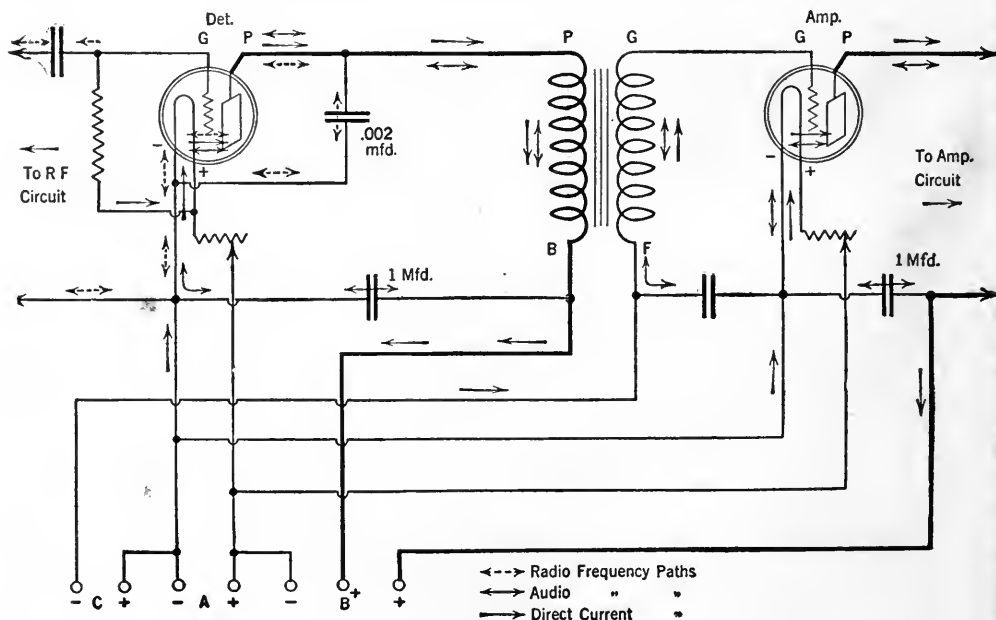 Det.
Amp.
G P
P G
G P
.002
mfd.
- +
- +
To R F
Circuit
To Amp.
Circuit
B F
1 Mfd.
1 Mfd.
- C + - A + - B + +
Radio Frequency Paths
Audio " "
Direct Current "